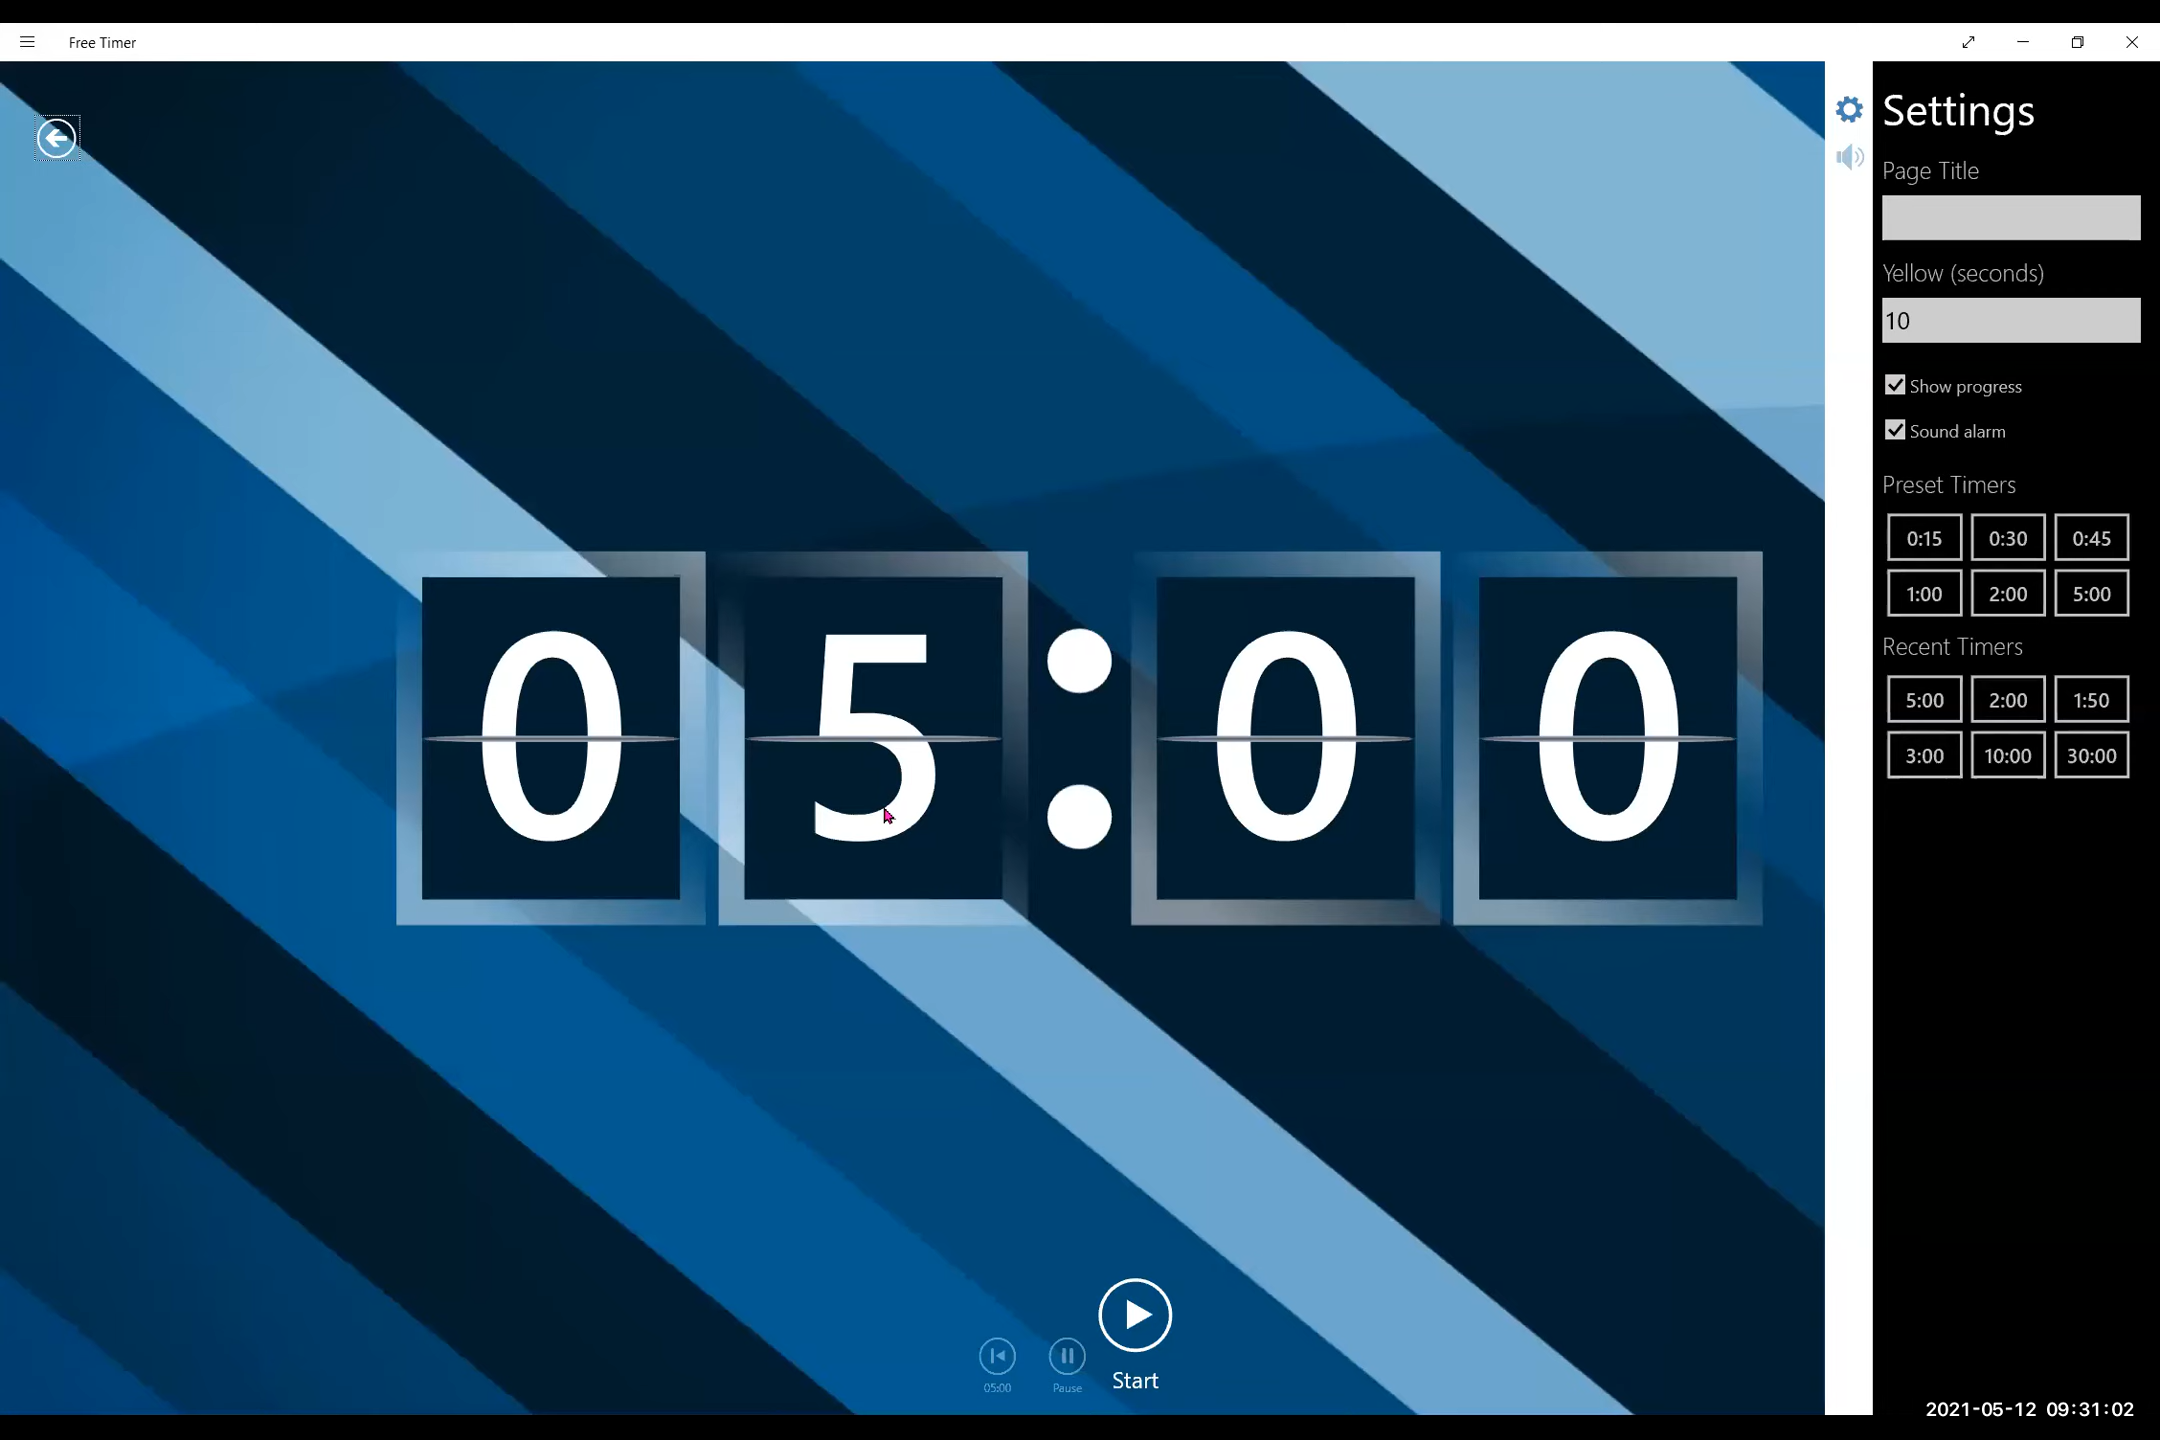 Free Timer
Settings
Page Title
Yellow (seconds)
10
Show progress
Sound alarm
Preset Timers
0:15 0:30 0:45
1:00 2:00 5:00
Recent Timers
5:00 2:00 1:50
3:00 10:00 30:00
05:00
05:00 Pause Start
2021-05-12 09:31:02